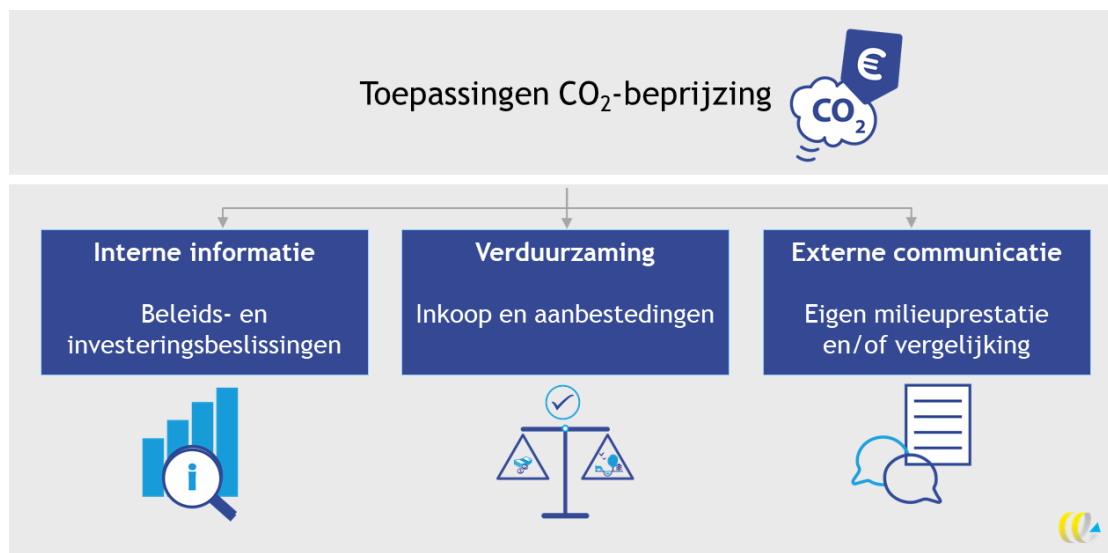 Toepassingen CO₂-beprijzing
€
CO₂
Interne informatie
Beleids- en
investeringsbeslissingen
Verduurzaming
Inkoop en aanbestedingen
Externe communicatie
Eigen milieuprestatie
en/of vergelijking
i